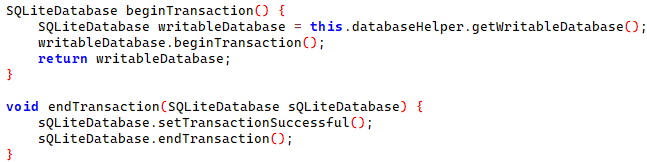 SQLiteDatabase beginTransaction() {
    SQLiteDatabase writableDatabase = this.databaseHelper.getWritableDatabase();
    writableDatabase.beginTransaction();
    return writableDatabase;
}

void endTransaction(SQLiteDatabase sQLiteDatabase) {
    sQLiteDatabase.setTransactionSuccessful();
    sQLiteDatabase.endTransaction();
}